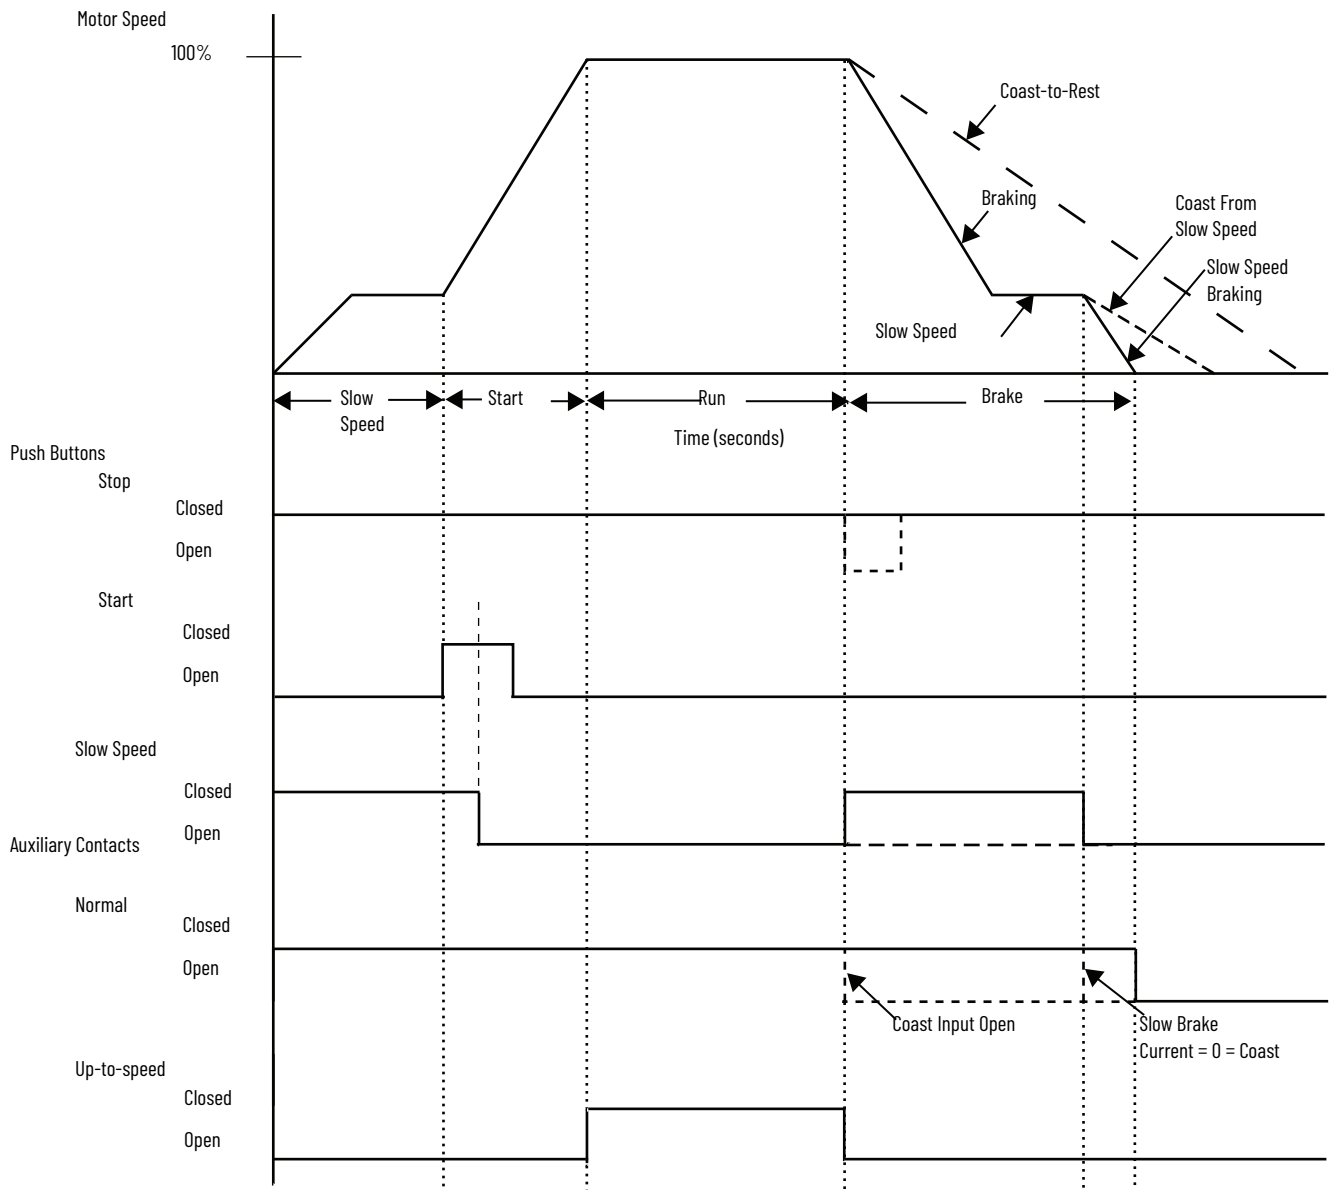 Motor Speed
100%
Coast-to-Rest
Braking
Coast From
Slow Speed
Slow Speed
Braking
Slow Speed
Slow
Speed
Start
Run
Brake
Time (seconds)
Push Buttons
Stop
Closed
Open
Start
Closed
Open
Slow Speed
Closed
Open
Auxiliary Contacts
Normal
Closed
Open
Coast Input Open
Slow Brake
Current = 0 = Coast
Up-to-speed
Closed
Open